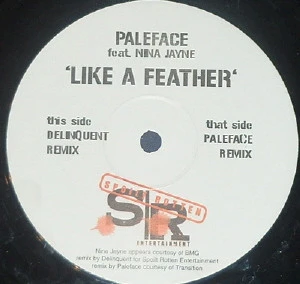 PALEFACE
feat. NINA JAYNE
'LIKE A FEATHER'
this side
DELINQUENT
REMIX
that side
PALEFACE
REMIX
SPOILT ROTTEN
S/R
ENTERTAINMENT
Nina Jayne appears courtesy of BMG
remix by Delinquent for Spoilt Rotten Entertainment
remix by Paleface courtesy of Transition